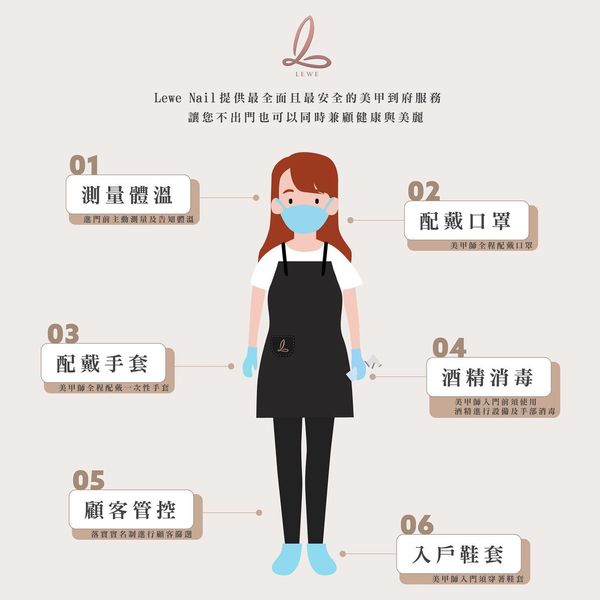 LEWE
Lewe Nail提供最全面且最安全的美甲到府服務
讓您不出門也可以同時兼顧健康與美麗
01
測量體溫
進門前主動測量及告知體溫
02
配戴口罩
美甲師全程配戴口罩
03
配戴手套
美甲師全程配戴一次性手套
04
酒精消毒
美甲師入門前須使用
酒精進行設備及手部消毒
05
顧客管控
落實實名制進行顧客篩選
06
入戶鞋套
美甲師入門須穿著鞋套